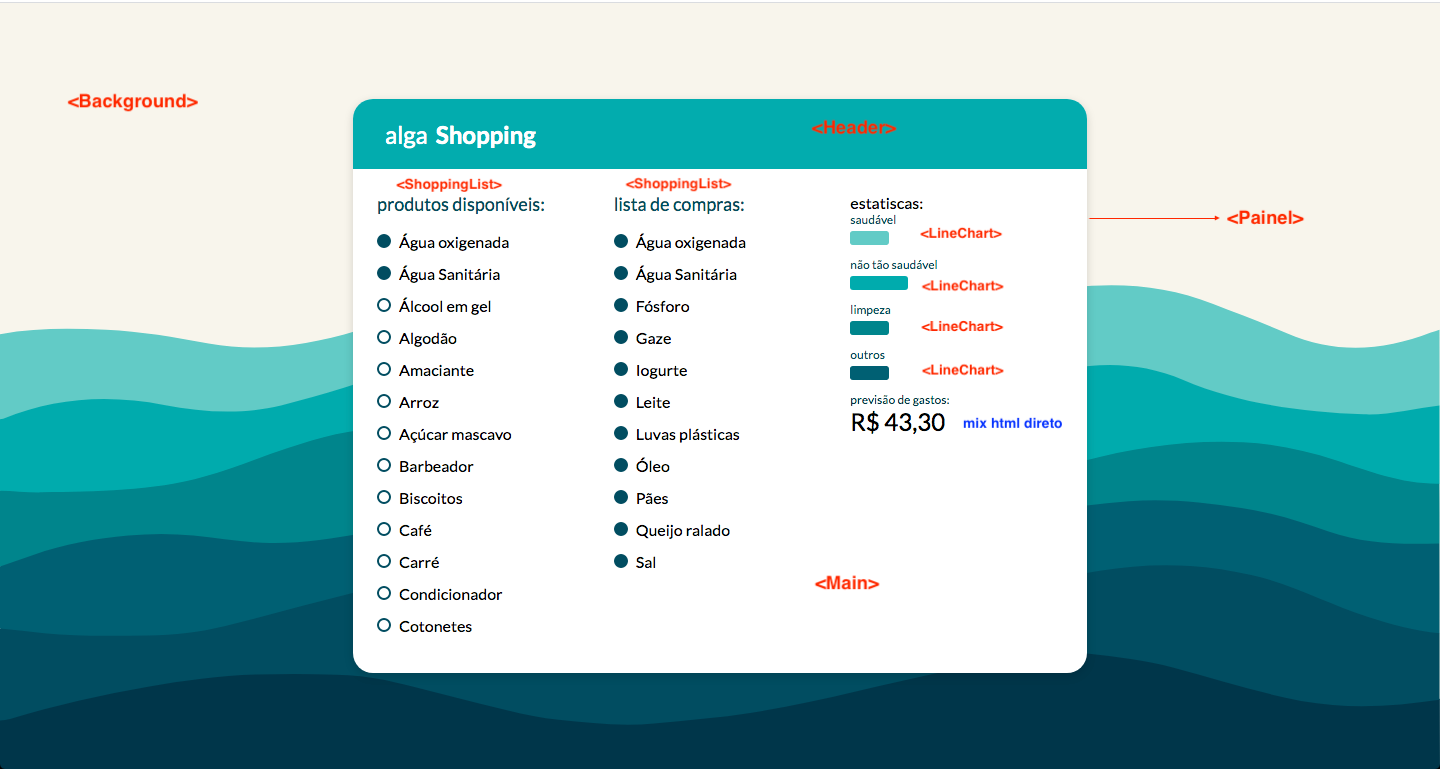 <Background>
alga Shopping
<Header>
<ShoppingList>
produtos disponíveis:
Água oxigenada
Água Sanitária
Álcool em gel
Algodão
Amaciante
Arroz
Açúcar mascavo
Barbeador
Biscoitos
Café
Carré
Condicionador
Cotonetes
<ShoppingList>
lista de compras:
Água oxigenada
Água Sanitária
Fósforo
Gaze
Iogurte
Leite
Luvas plásticas
Óleo
Pães
Queijo ralado
Sal
estatiscas:
saudável
<LineChart>
não tão saudável
<LineChart>
limpeza
<LineChart>
outros
<LineChart>
previsão de gastos:
R$ 43,30 mix html direto
<Main>
<Painel>